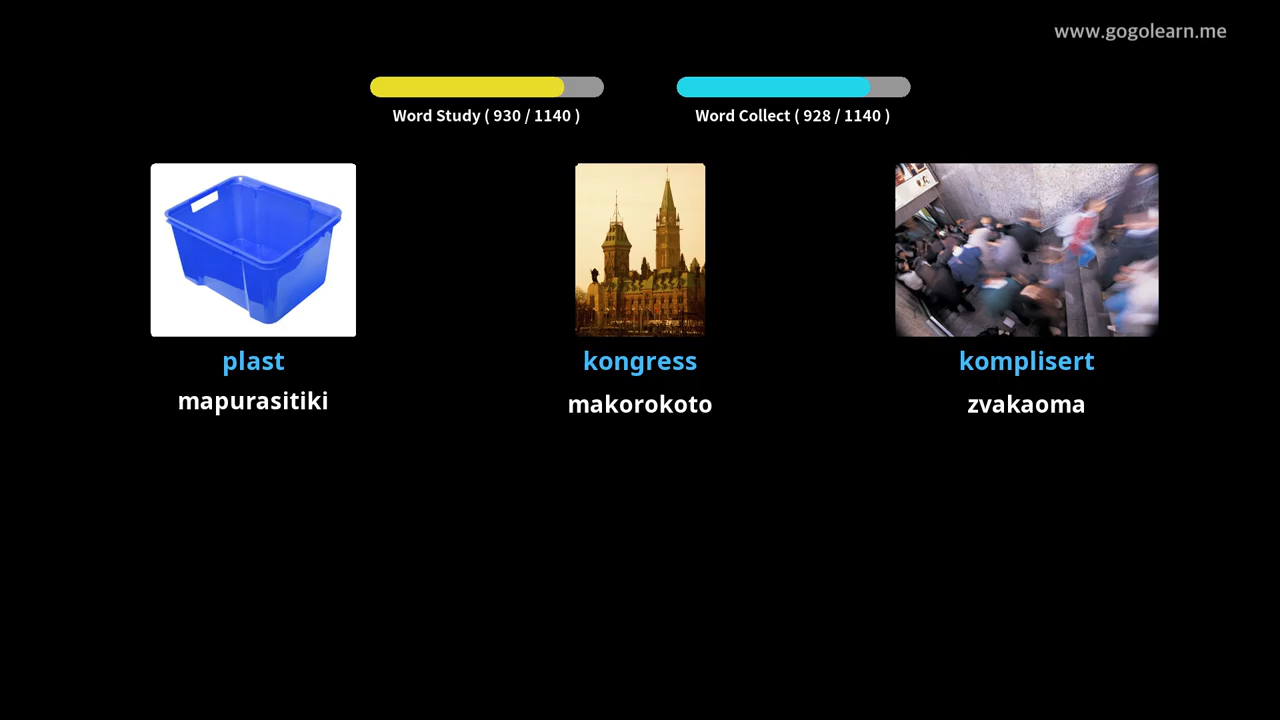 www.gogolearn.me
Word Study ( 930 / 1140 )
Word Collect ( 928 / 1140 )
plast
kongress
komplisert
mapurasitiki
makorokoto
zvakaoma